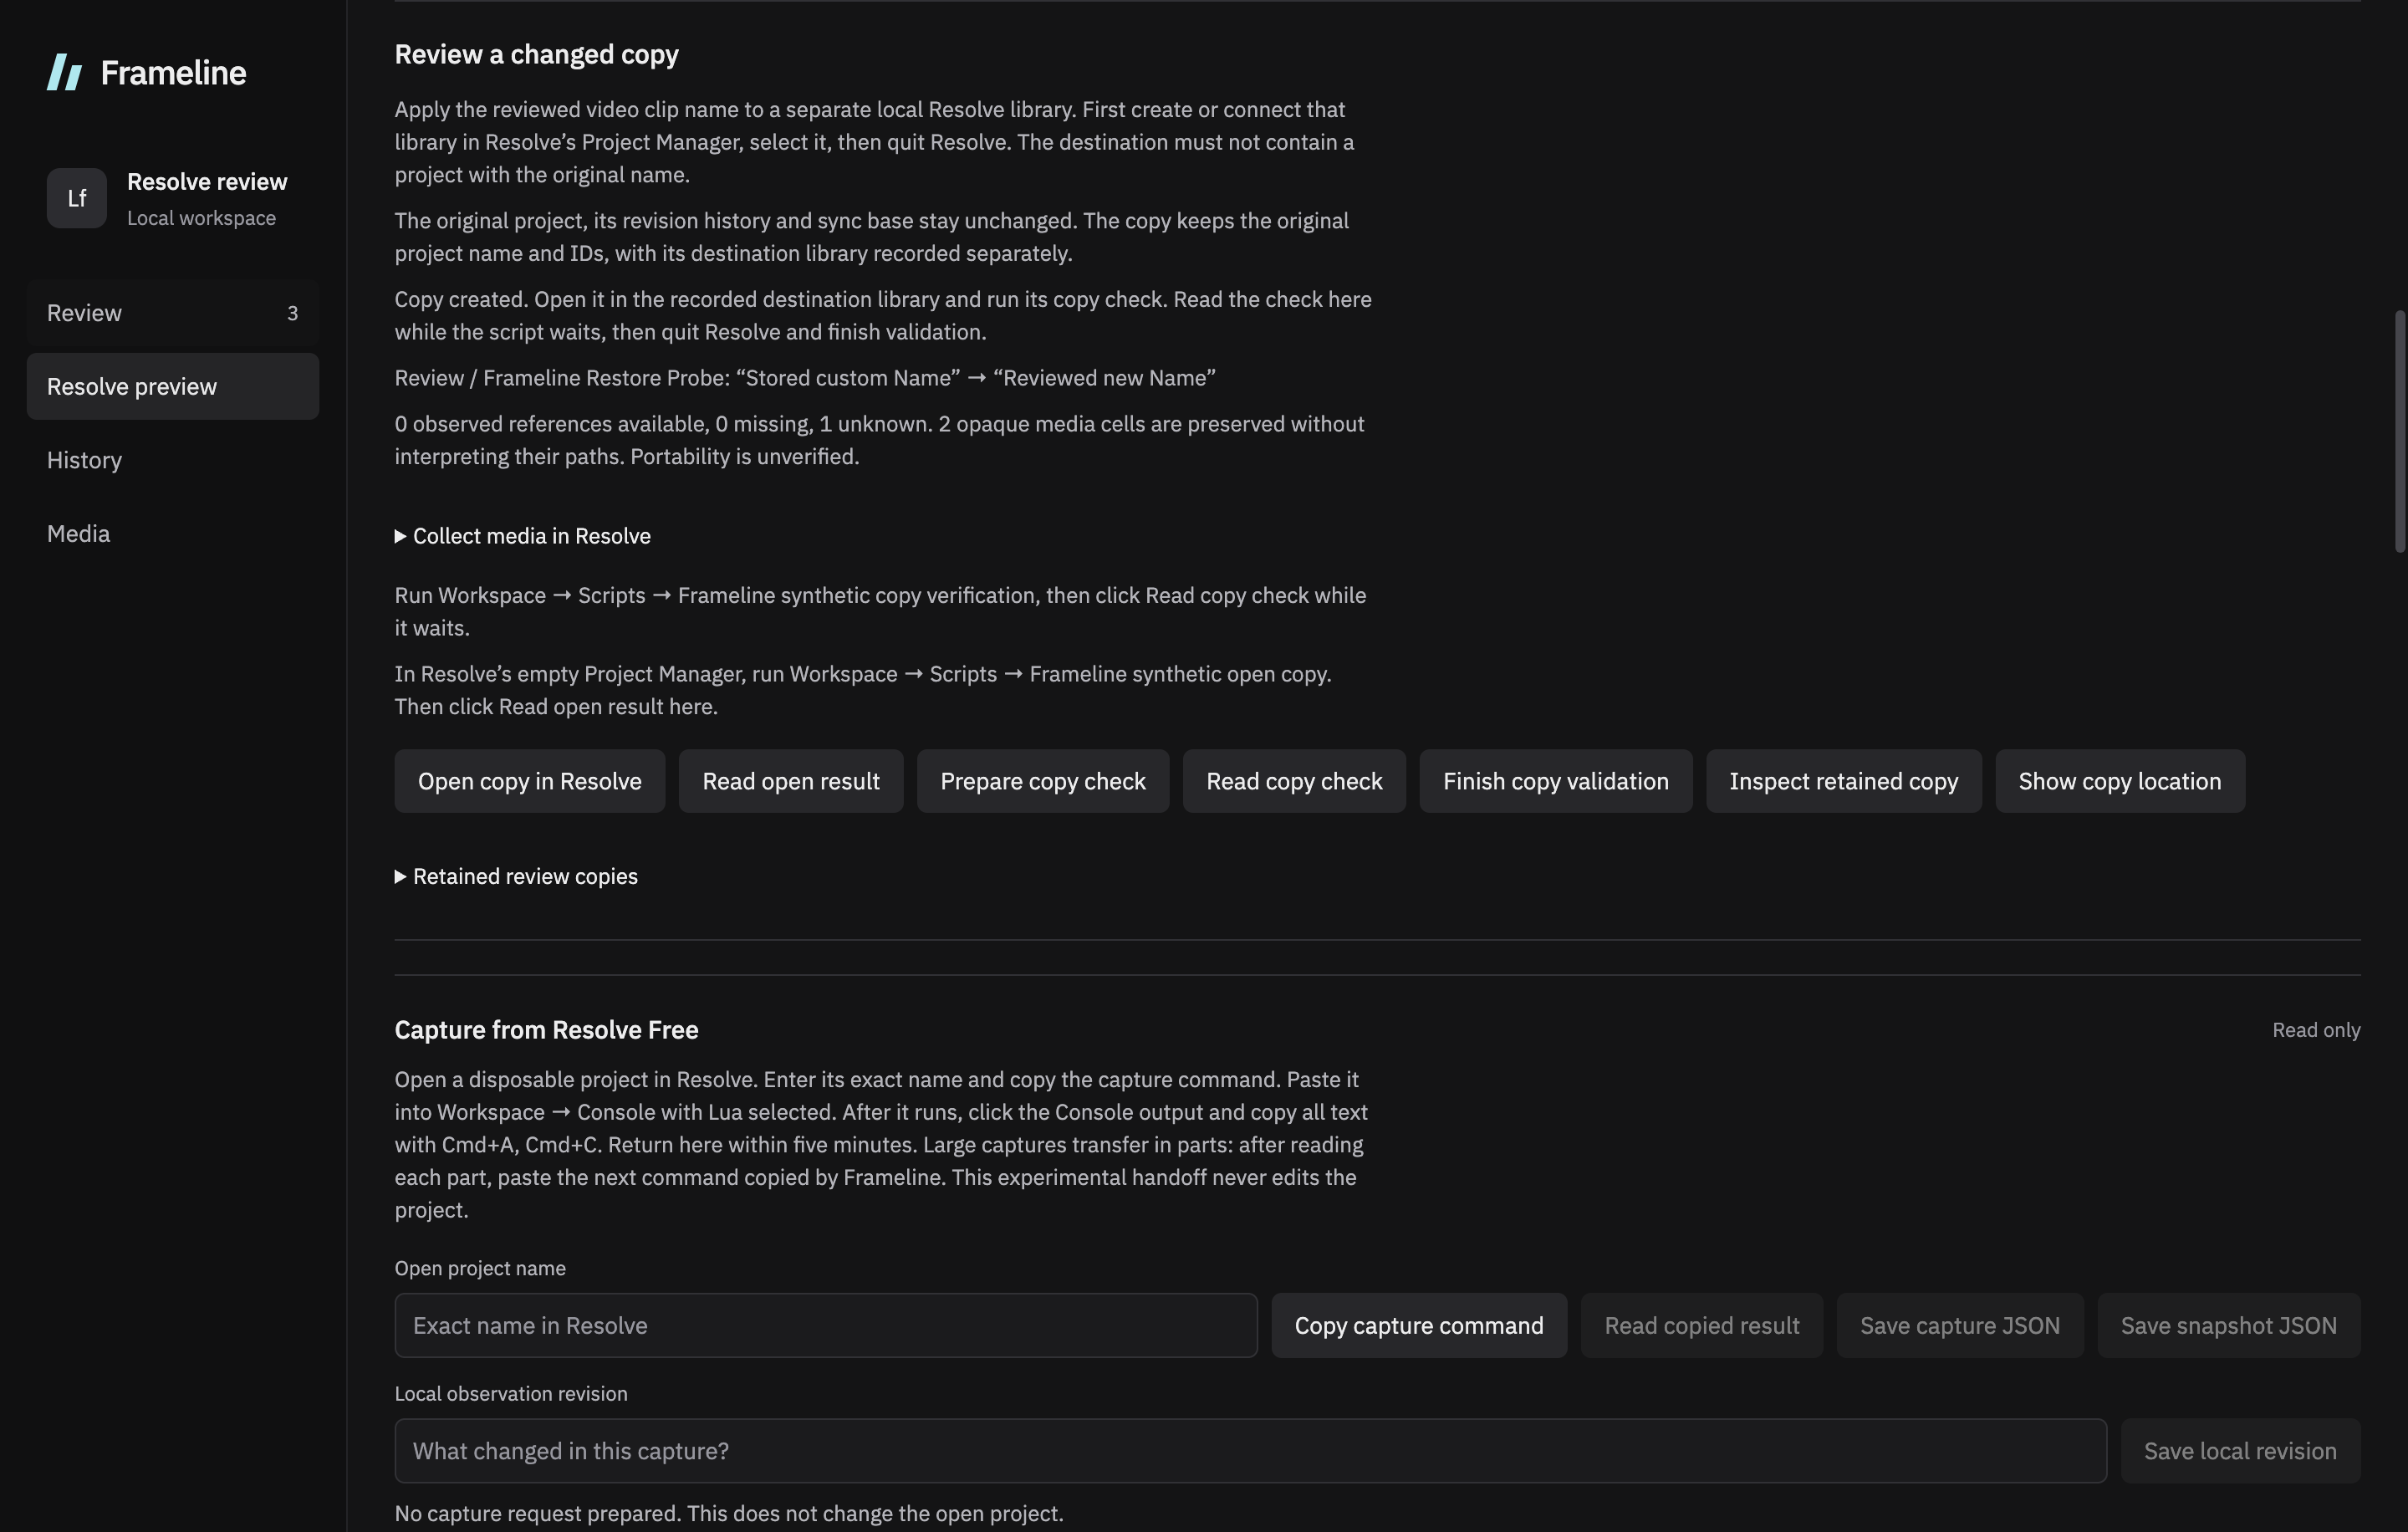 Frameline
Lf
Resolve review
Local workspace
Review 3
Resolve preview
History
Media
Review a changed copy
Apply the reviewed video clip name to a separate local Resolve library. First create or connect that
library in Resolve’s Project Manager, select it, then quit Resolve. The destination must not contain a
project with the original name.
The original project, its revision history and sync base stay unchanged. The copy keeps the original
project name and IDs, with its destination library recorded separately.
Copy created. Open it in the recorded destination library and run its copy check. Read the check here
while the script waits, then quit Resolve and finish validation.
Review / Frameline Restore Probe: “Stored custom Name” → “Reviewed new Name”
0 observed references available, 0 missing, 1 unknown. 2 opaque media cells are preserved without
interpreting their paths. Portability is unverified.
▶ Collect media in Resolve
Run Workspace → Scripts → Frameline synthetic copy verification, then click Read copy check while
it waits.
In Resolve’s empty Project Manager, run Workspace → Scripts → Frameline synthetic open copy.
Then click Read open result here.
Open copy in Resolve Read open result Prepare copy check Read copy check Finish copy validation Inspect retained copy Show copy location
▶ Retained review copies
Capture from Resolve Free Read only
Open a disposable project in Resolve. Enter its exact name and copy the capture command. Paste it
into Workspace → Console with Lua selected. After it runs, click the Console output and copy all text
with Cmd+A, Cmd+C. Return here within five minutes. Large captures transfer in parts: after reading
each part, paste the next command copied by Frameline. This experimental handoff never edits the
project.
Open project name
Exact name in Resolve Copy capture command Read copied result Save capture JSON Save snapshot JSON
Local observation revision
What changed in this capture? Save local revision
No capture request prepared. This does not change the open project.